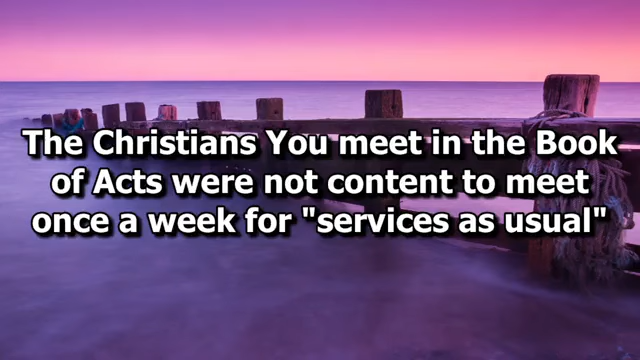 The Christians You meet in the Book
of Acts were not content to meet
once a week for "services as usual"